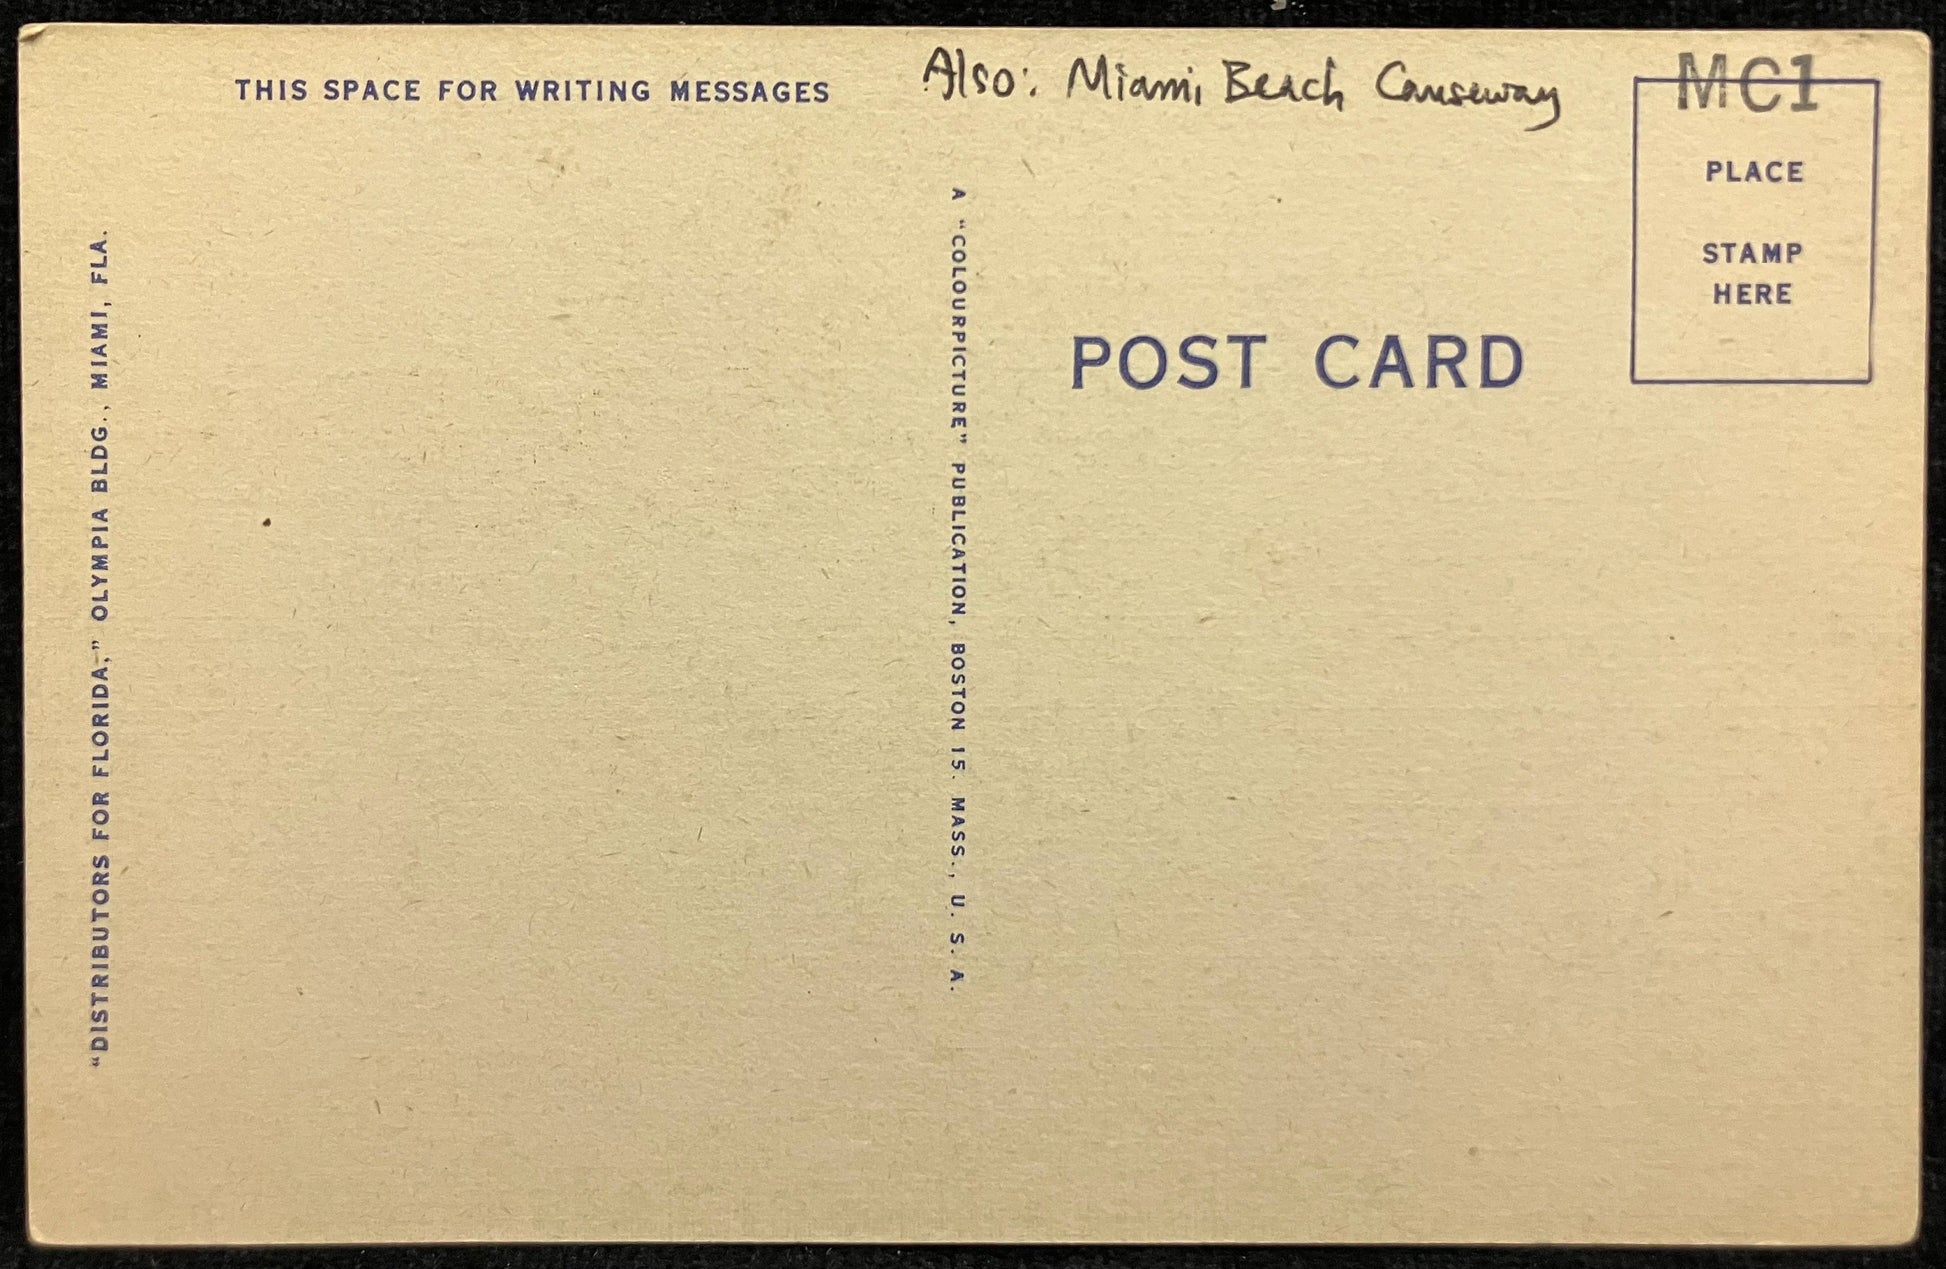 THIS SPACE FOR WRITING MESSAGES
Also: Miami Beach Causeway
MC1
PLACE
STAMP
HERE
POST CARD
A "COLOURPICTURE" PUBLICATION, BOSTON 15. MASS., U. S. A.
"DISTRIBUTORS FOR FLORIDA," OLYMPIA BLDG., MIAMI, FLA.